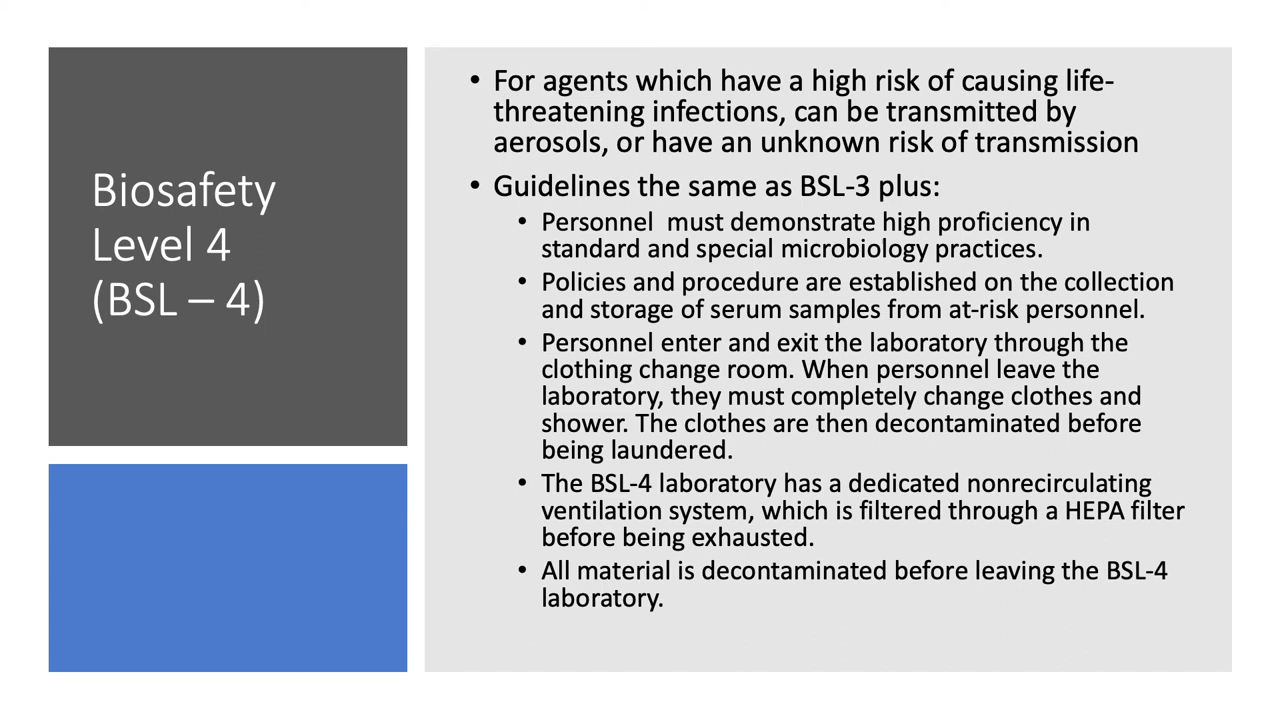 Biosafety
Level 4
(BSL – 4)
• For agents which have a high risk of causing life-
threatening infections, can be transmitted by
aerosols, or have an unknown risk of transmission
• Guidelines the same as BSL-3 plus:
• Personnel  must demonstrate high proficiency in
standard and special microbiology practices.
• Policies and procedure are established on the collection
and storage of serum samples from at-risk personnel.
• Personnel enter and exit the laboratory through the
clothing change room. When personnel leave the
laboratory, they must completely change clothes and
shower. The clothes are then decontaminated before
being laundered.
• The BSL-4 laboratory has a dedicated nonrecirculating
ventilation system, which is filtered through a HEPA filter
before being exhausted.
• All material is decontaminated before leaving the BSL-4
laboratory.